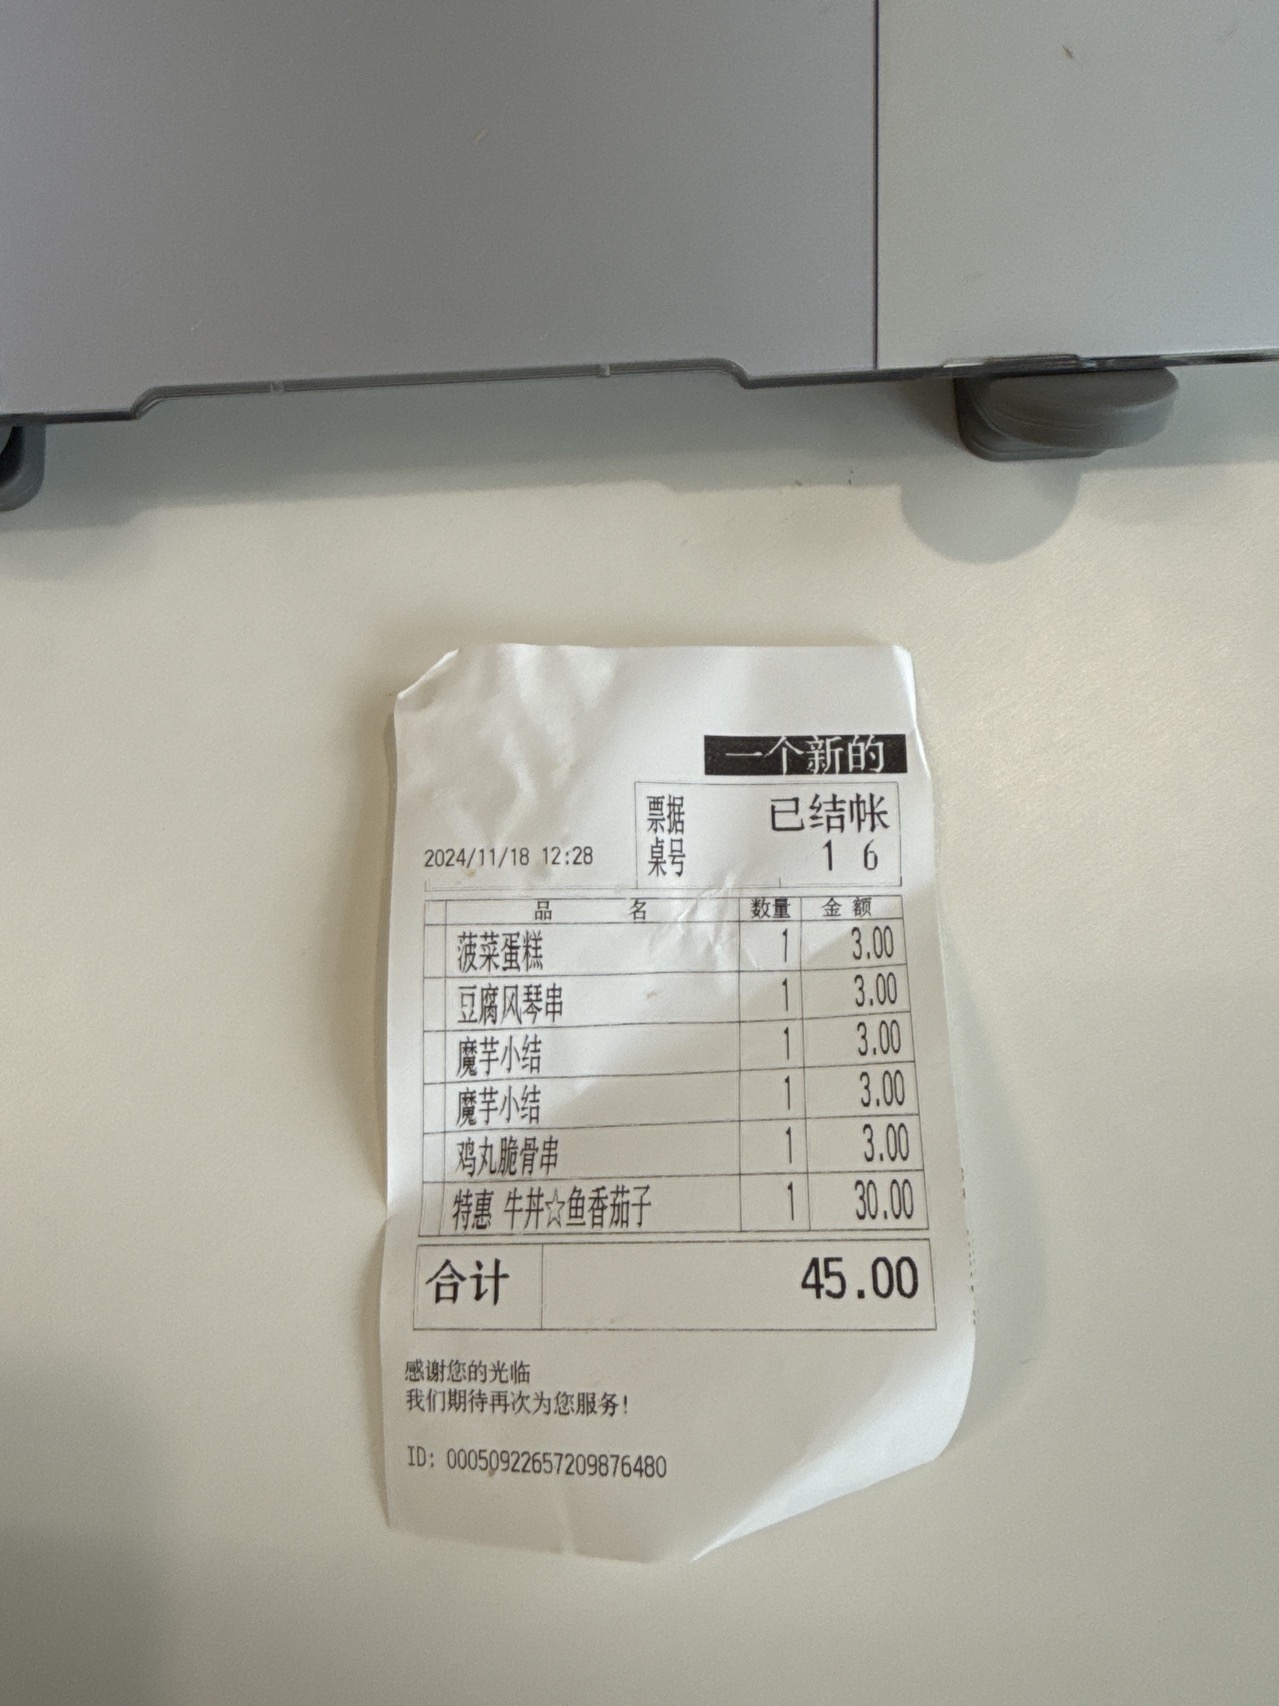 一个新的
票据 已结帐
2024/11/18 12:28 桌号 16
品 名 数量 金额
菠菜蛋糕 1 3.00
豆腐风琴串 1 3.00
魔芋小结 1 3.00
魔芋小结 1 3.00
鸡丸脆骨串 1 3.00
特惠 牛丼☆鱼香茄子 1 30.00
合计 45.00
感谢您的光临
我们期待再次为您服务!
ID: 00050922657209876480